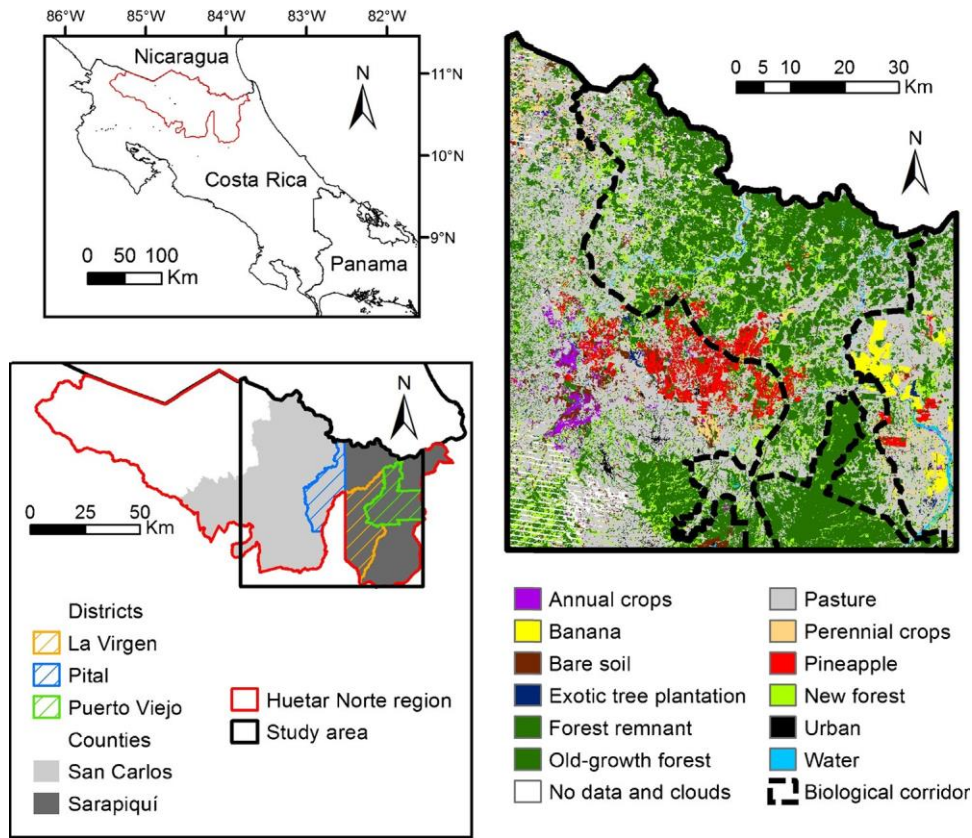 86°W 85°W 84°W 83°W 82°W
Nicaragua
N
11°N
10°N
Costa Rica
9°N
0 50 100
Km
Panama
N
0 25 50
Km
Districts
La Virgen
Pital
Puerto Viejo
Counties
San Carlos
Sarapiquí
Huetar Norte region
Study area
0 5 10 20 30
Km
N
Annual crops
Banana
Bare soil
Exotic tree plantation
Forest remnant
Old-growth forest
No data and clouds
Pasture
Perennial crops
Pineapple
New forest
Urban
Water
Biological corridor